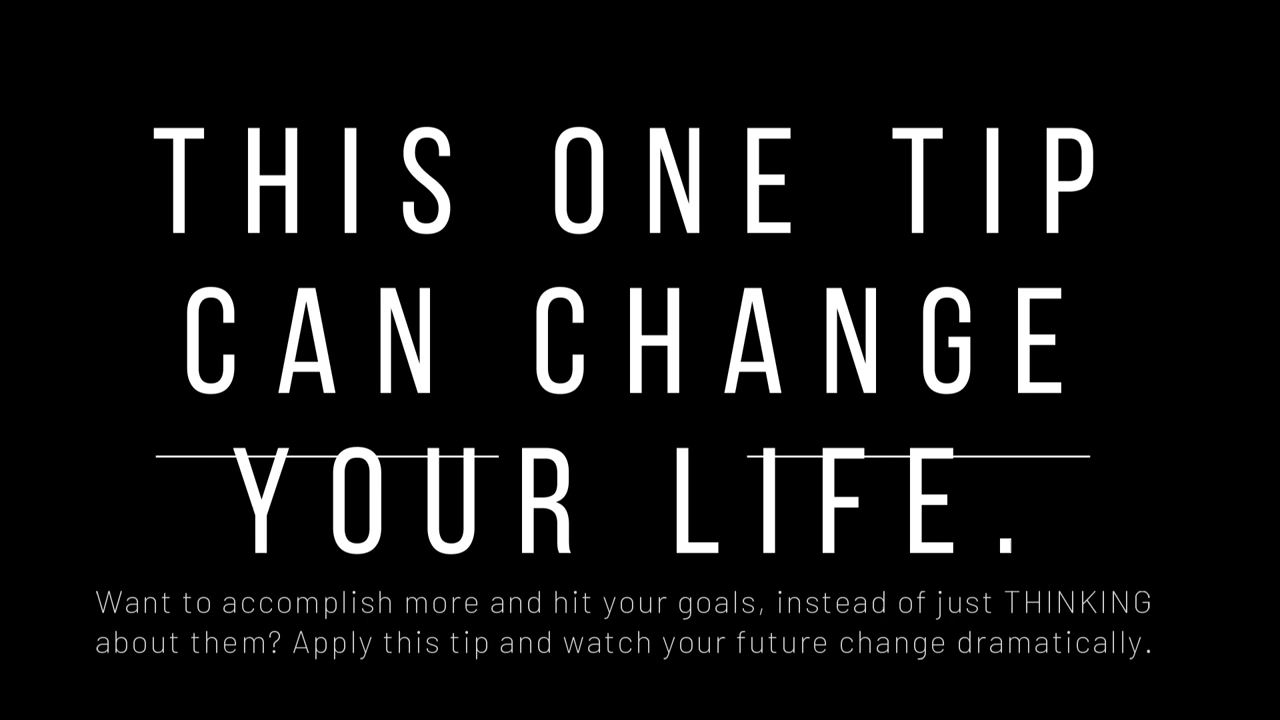 THIS ONE TIP
CAN CHANGE
YOUR LIFE.
Want to accomplish more and hit your goals, instead of just THINKING
about them? Apply this tip and watch your future change dramatically.